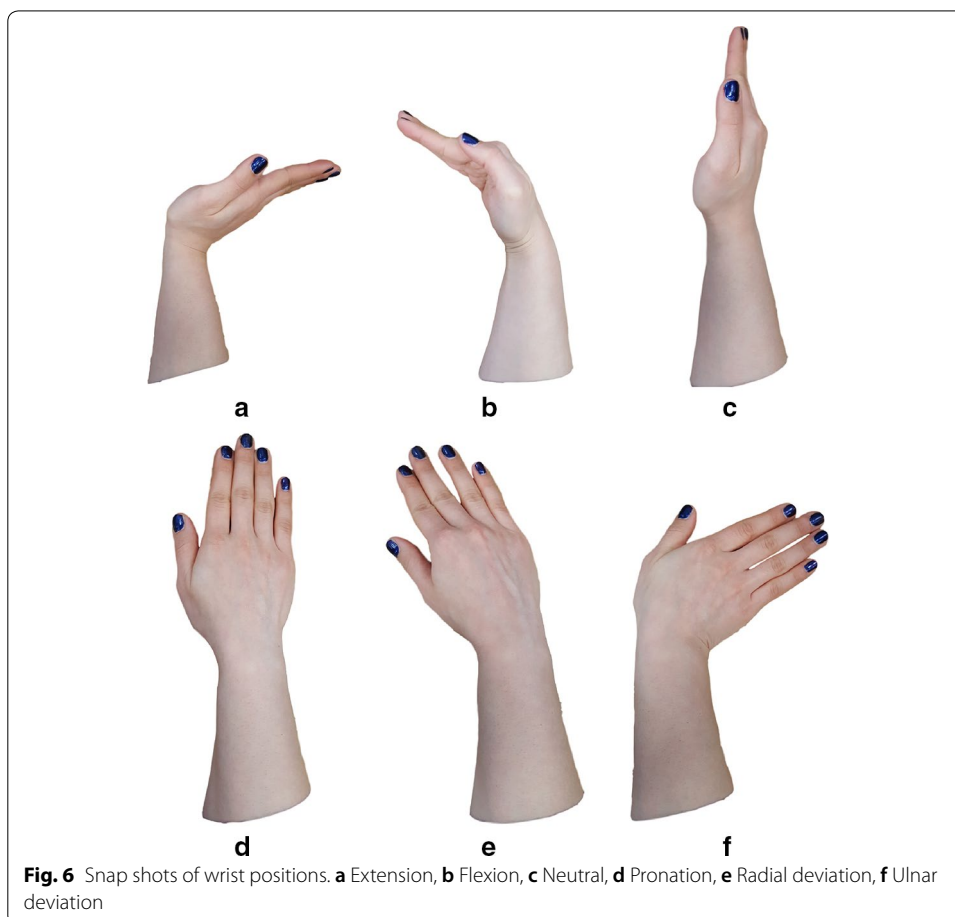 a
b
c
d
e
f
Fig. 6 Snap shots of wrist positions. a Extension, b Flexion, c Neutral, d Pronation, e Radial deviation, f Ulnar
deviation